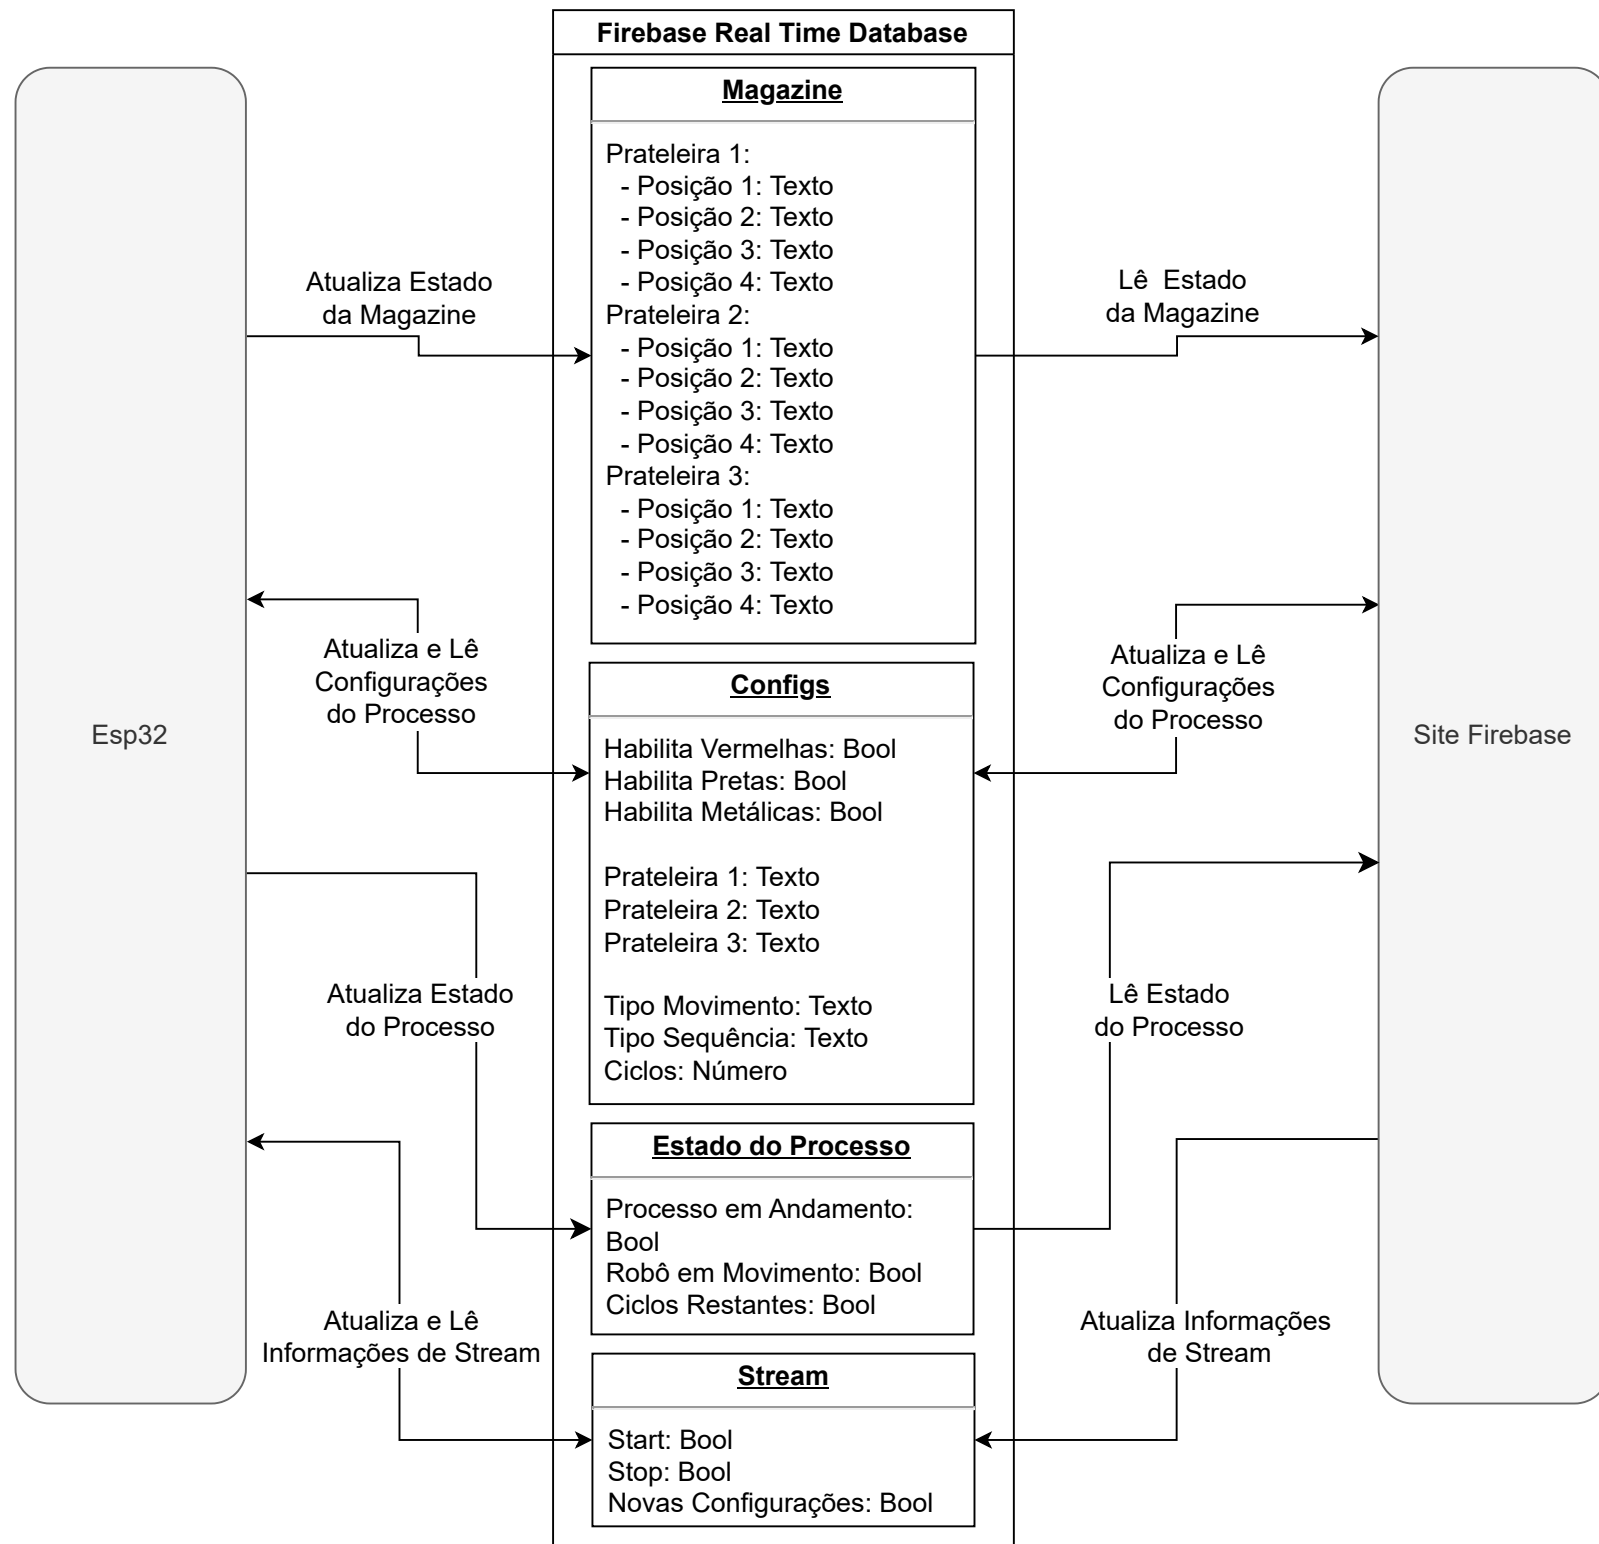 Firebase Real Time Database
Magazine
Prateleira 1:
- Posição 1: Texto
- Posição 2: Texto
- Posição 3: Texto
- Posição 4: Texto
Prateleira 2:
- Posição 1: Texto
- Posição 2: Texto
- Posição 3: Texto
- Posição 4: Texto
Prateleira 3:
- Posição 1: Texto
- Posição 2: Texto
- Posição 3: Texto
- Posição 4: Texto
Atualiza Estado
da Magazine
Lê Estado
da Magazine
Atualiza e Lê
Configurações
do Processo
Atualiza e Lê
Configurações
do Processo
Esp32
Site Firebase
Configs
Habilita Vermelhas: Bool
Habilita Pretas: Bool
Habilita Metálicas: Bool
Prateleira 1: Texto
Prateleira 2: Texto
Prateleira 3: Texto
Tipo Movimento: Texto
Tipo Sequência: Texto
Ciclos: Número
Atualiza Estado
do Processo
Lê Estado
do Processo
Estado do Processo
Processo em Andamento:
Bool
Robô em Movimento: Bool
Ciclos Restantes: Bool
Atualiza e Lê
Informações de Stream
Atualiza Informações
de Stream
Stream
Start: Bool
Stop: Bool
Novas Configurações: Bool